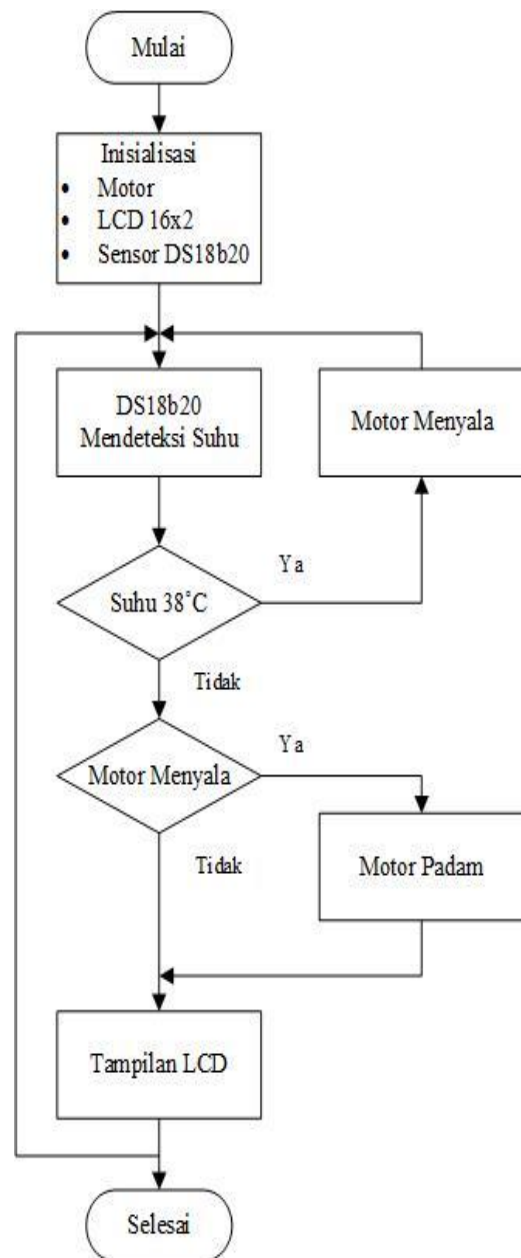 Mulai
Inisialisasi
• Motor
• LCD 16x2
• Sensor DS18b20
DS18b20
Mendeteksi Suhu
Motor Menyala
Suhu 38°C
Ya
Tidak
Motor Menyala
Ya
Tidak
Motor Padam
Tampilan LCD
Selesai